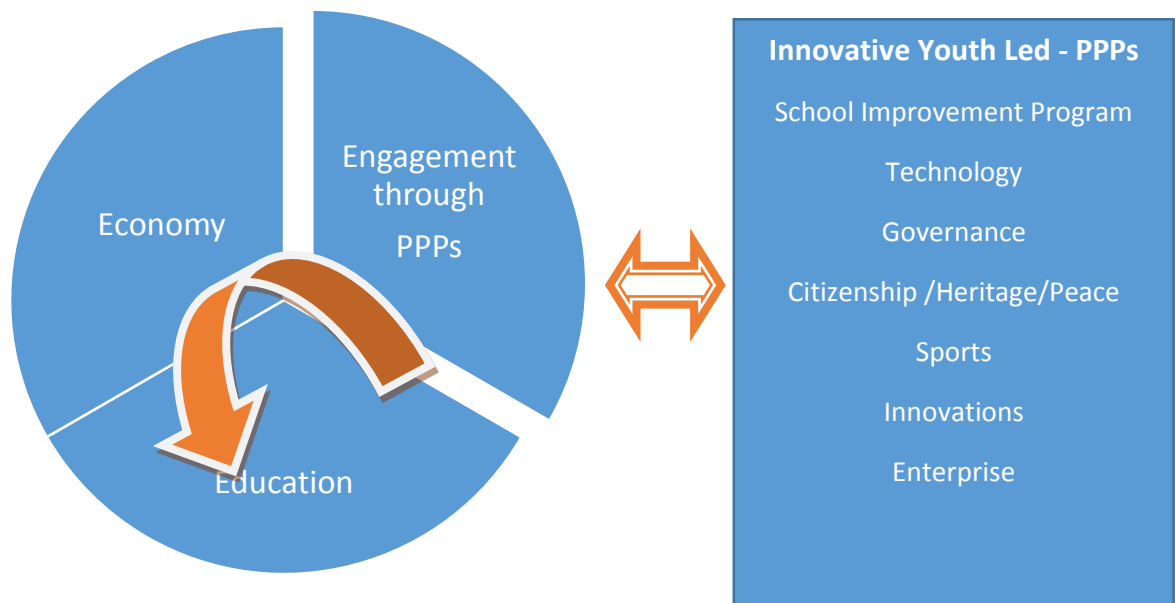 Economy
Engagement
through
PPPs
Education
Innovative Youth Led - PPPs
School Improvement Program
Technology
Governance
Citizenship /Heritage/Peace
Sports
Innovations
Enterprise